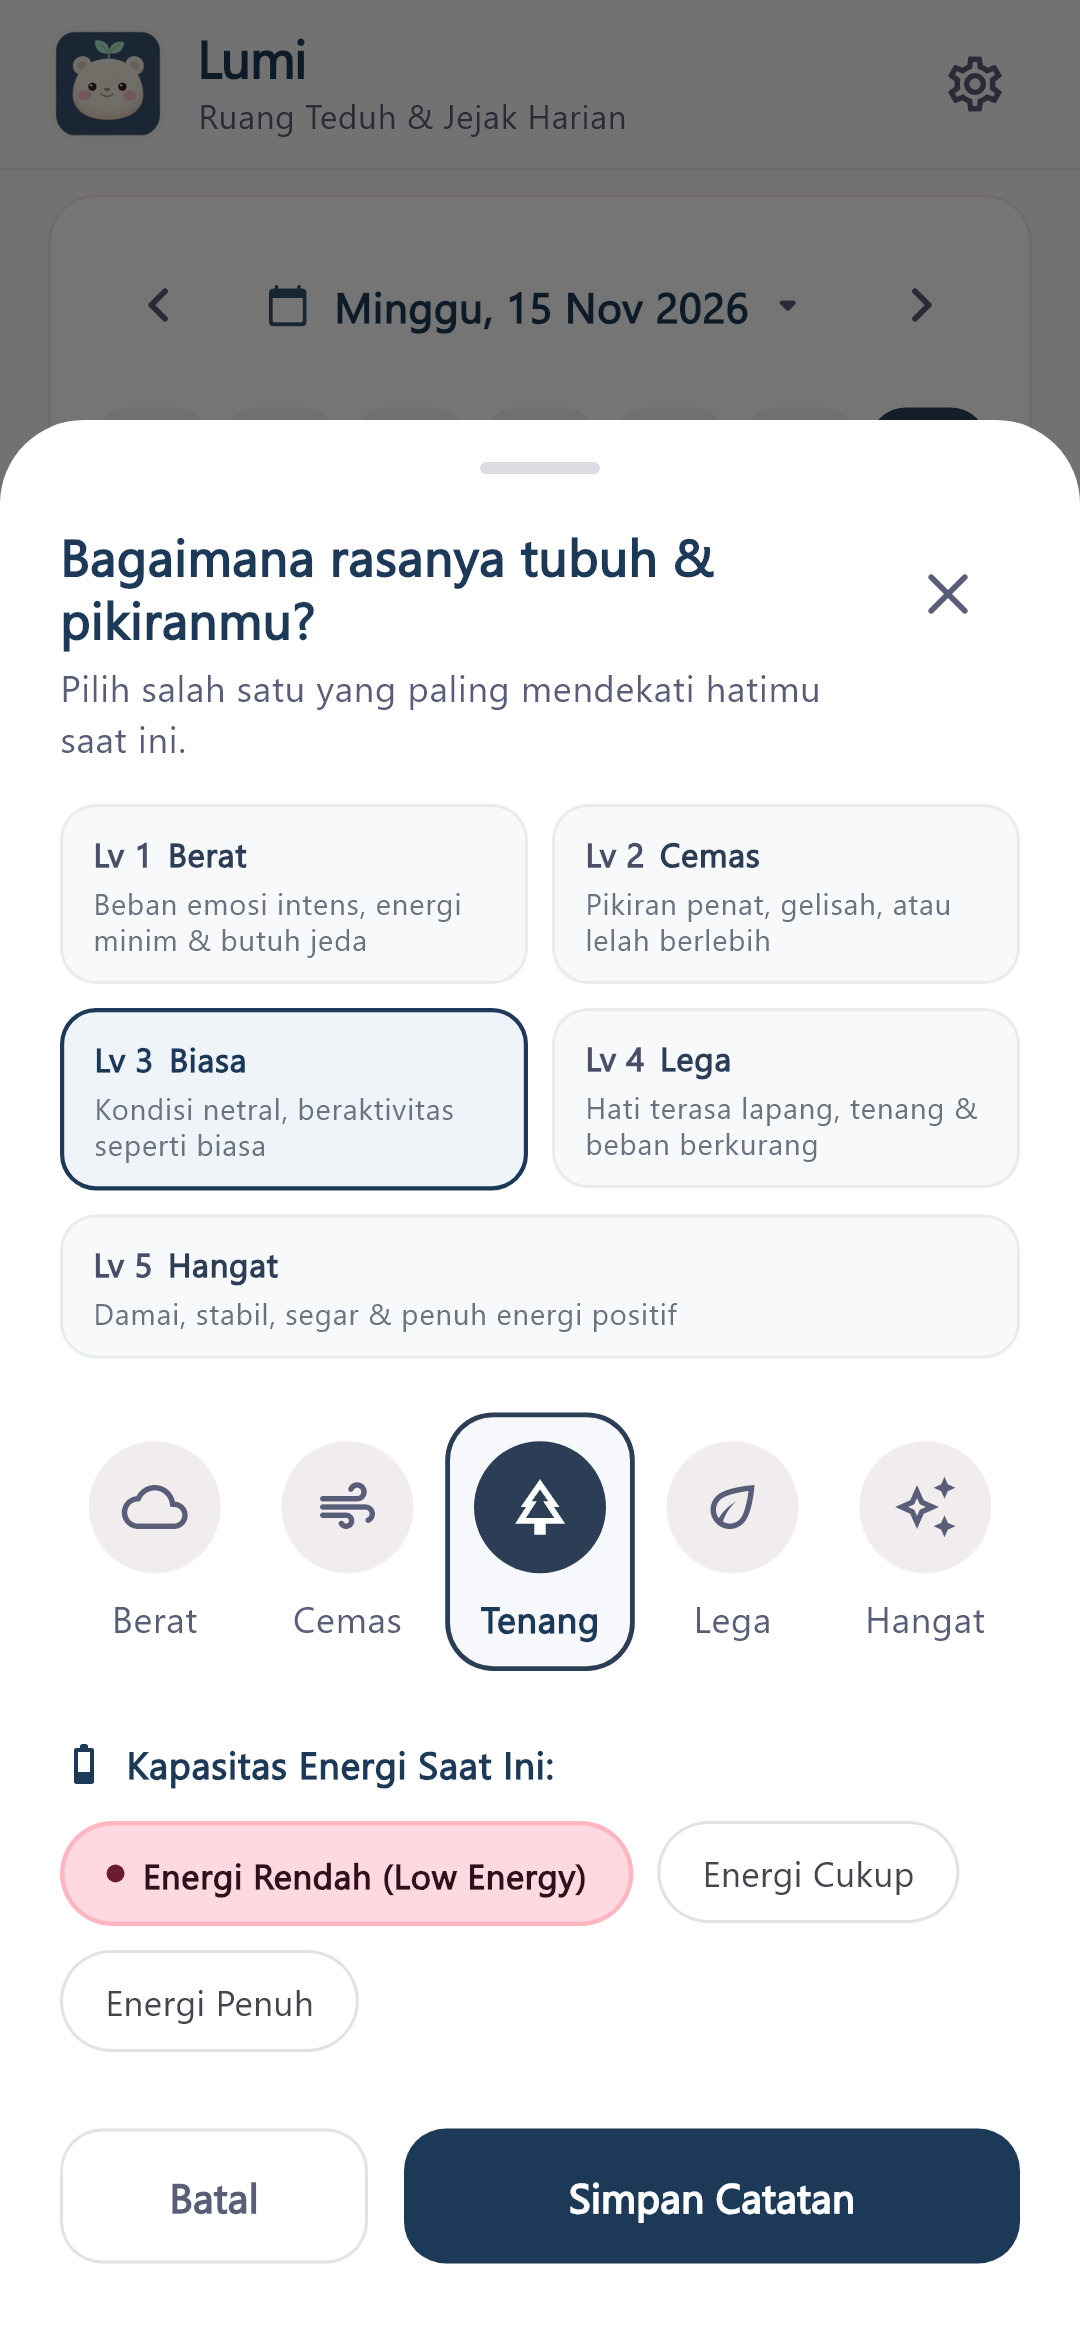 Lumi
Ruang Teduh & Jejak Harian
Minggu, 15 Nov 2026
Bagaimana rasanya tubuh &
pikiranmu?
Pilih salah satu yang paling mendekati hatimu
saat ini.
Lv 1 Berat
Beban emosi intens, energi
minim & butuh jeda
Lv 2 Cemas
Pikiran penat, gelisah, atau
lelah berlebih
Lv 3 Biasa
Kondisi netral, beraktivitas
seperti biasa
Lv 4 Lega
Hati terasa lapang, tenang &
beban berkurang
Lv 5 Hangat
Damai, stabil, segar & penuh energi positif
Berat
Cemas
Tenang
Lega
Hangat
Kapasitas Energi Saat Ini:
Energi Rendah (Low Energy)
Energi Cukup
Energi Penuh
Batal
Simpan Catatan